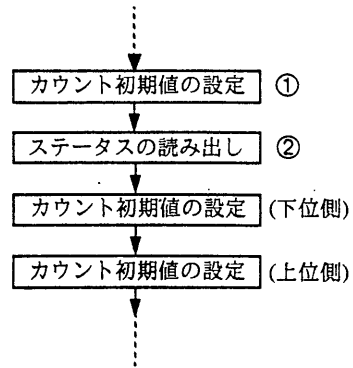 カウント初期値の設定 ①
ステータスの読み出し ②
カウント初期値の設定 (下位側)
カウント初期値の設定 (上位側)